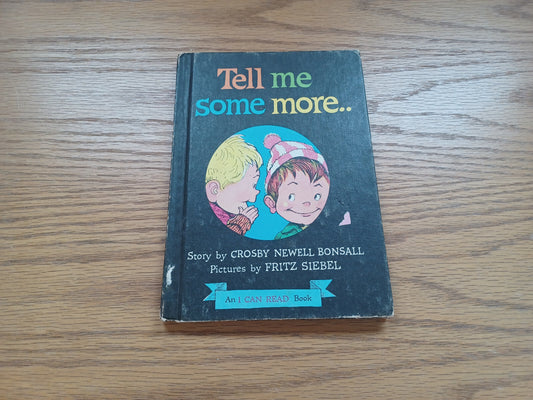 Tell me
some more..
Story by CROSBY NEWELL BONSALL
Pictures by FRITZ SIEBEL
An I CAN READ Book